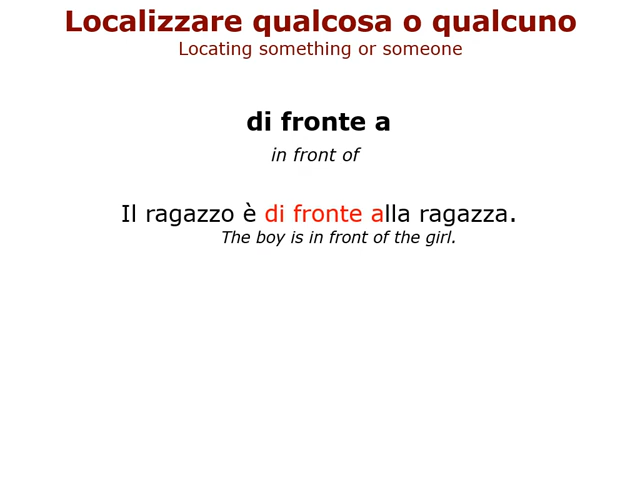 Localizzare qualcosa o qualcuno
Locating something or someone
di fronte a
in front of
Il ragazzo è di fronte alla ragazza.
The boy is in front of the girl.